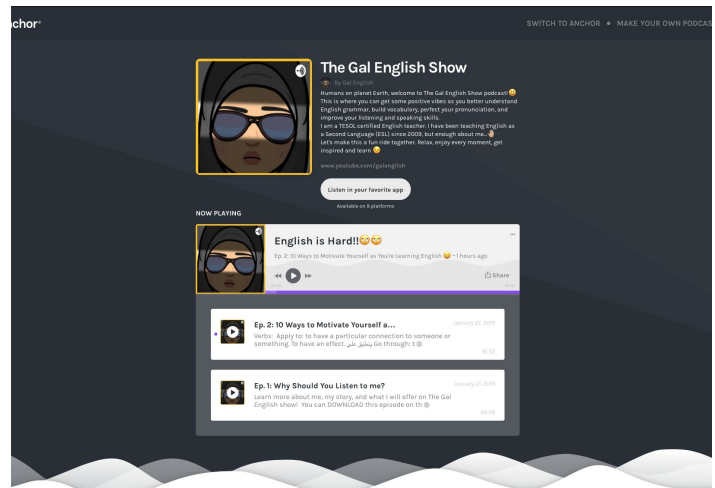 nchor
SWITCH TO ANCHOR • MAKE YOUR OWN PODCAS
The Gal English Show
By Gal English
Humans on planet Earth, welcome to The Gal English Show podcast!😀
This is where you can get some positive vibes as you better understand
English grammar, build vocabulary, perfect your pronunciation, and
improve your listening and speaking skills.
I am a TESOL certified English teacher. I have been teaching English as
a Second Language (ESL) since 2009, but enough about me...🤚
Let's make this a fun ride together. Relax, enjoy every moment, get
inspired and learn 😉
www.youtube.com/galenglish
Listen in your favorite app
Available on 9 platforms
NOW PLAYING
English is Hard!!🙄🙄
Ep. 2: 10 Ways to Motivate Yourself as You're Learning English 😄 • 1 hours ago
Share
Ep. 2: 10 Ways to Motivate Yourself a...
January 27, 2019
Verbs: Apply to: to have a particular connection to someone or
something. To have an effect. ينطبق على Go through: t
Ep. 1: Why Should You Listen to me?
January 21, 2019
Learn more about me, my story, and what I will offer on The Gal
English show! You can DOWNLOAD this episode on th